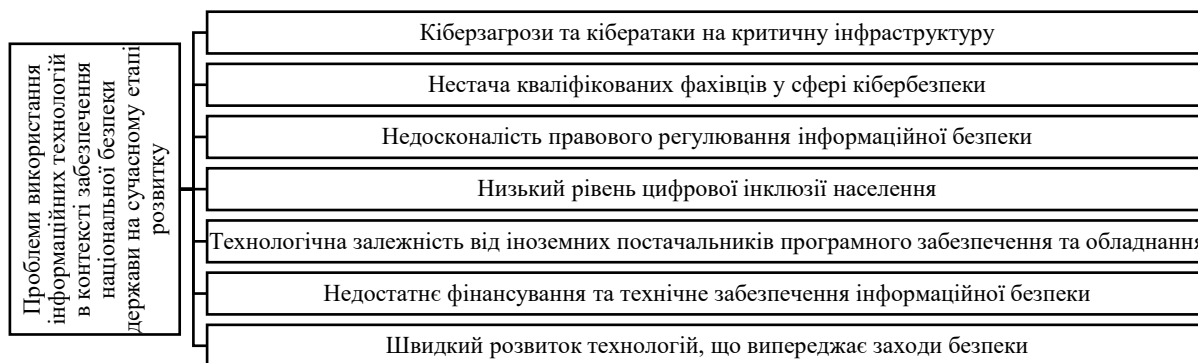 Проблеми використання
інформаційних технологій
в контексті забезпечення
національної безпеки
держави на сучасному етапі
розвитку
Кіберзагрози та кібератаки на критичну інфраструктуру
Нестача кваліфікованих фахівців у сфері кібербезпеки
Недосконалість правового регулювання інформаційної безпеки
Низький рівень цифрової інклюзії населення
Технологічна залежність від іноземних постачальників програмного забезпечення та обладнання
Недостатнє фінансування та технічне забезпечення інформаційної безпеки
Швидкий розвиток технологій, що випереджає заходи безпеки